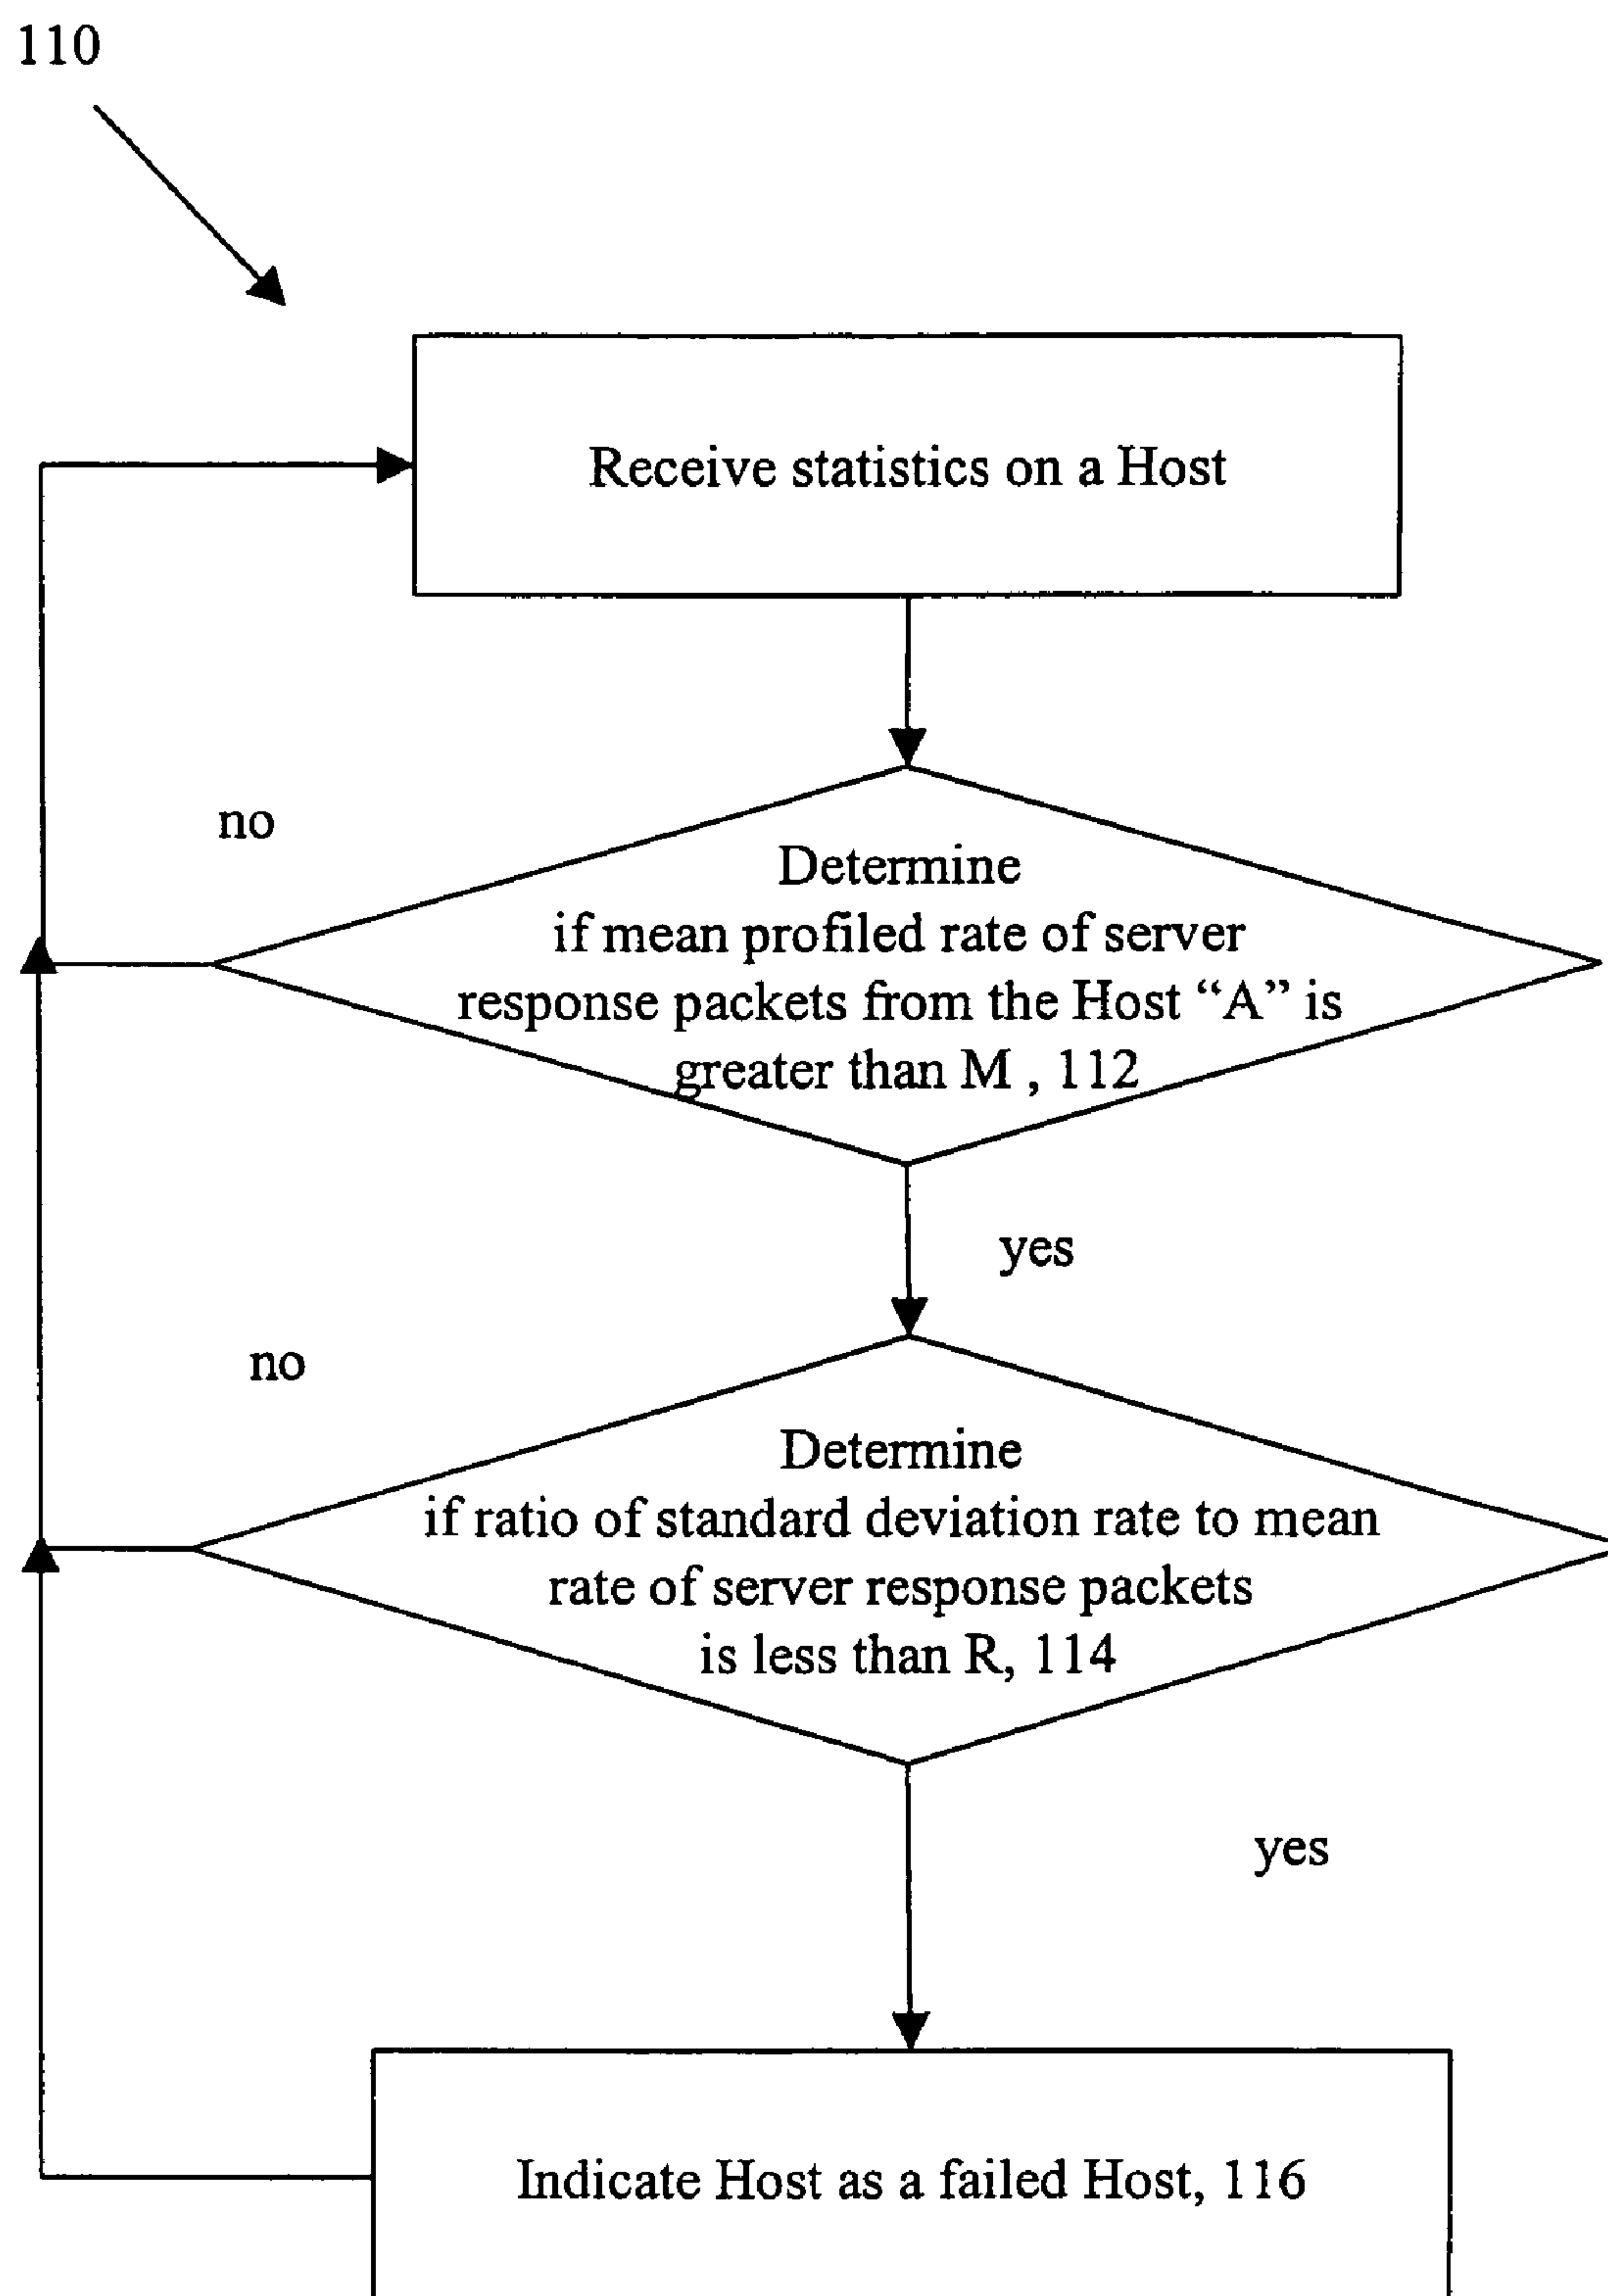 110
Receive statistics on a Host
no
Determine
if mean profiled rate of server
response packets from the Host “A” is
greater than M , 112
yes
no
Determine
if ratio of standard deviation rate to mean
rate of server response packets
is less than R, 114
yes
Indicate Host as a failed Host, 116